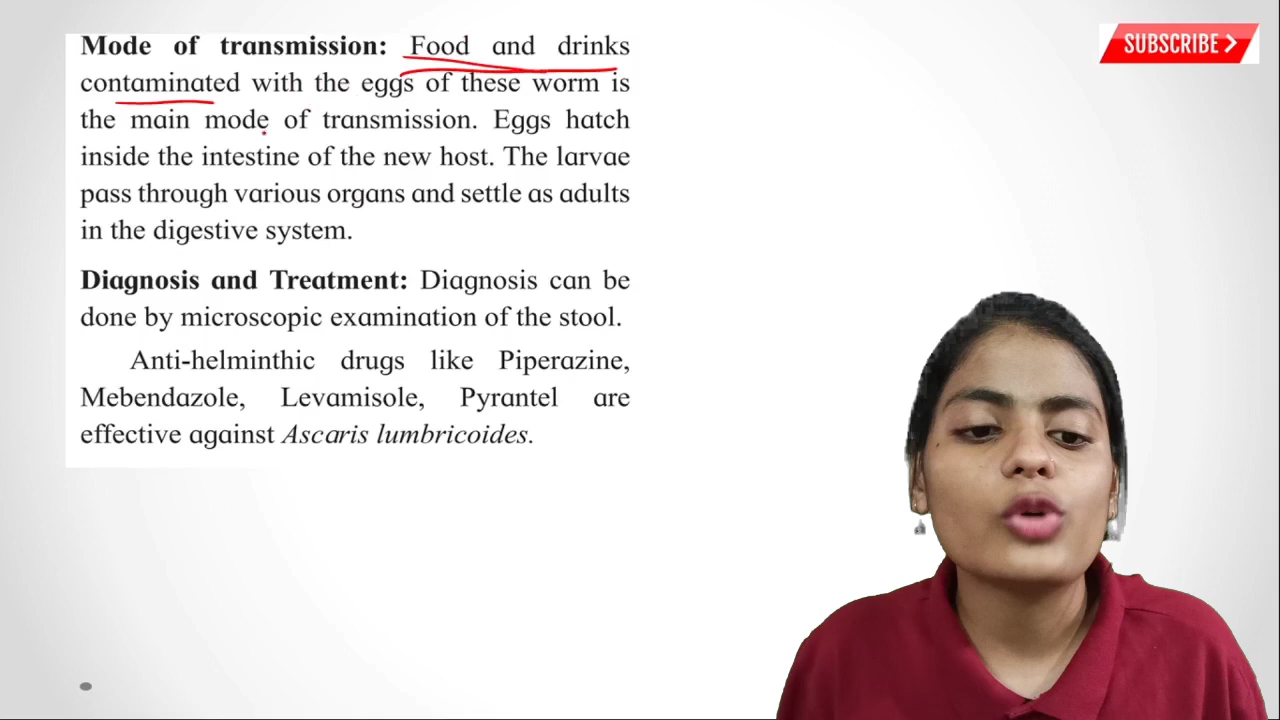 Mode of transmission: Food and drinks
contaminated with the eggs of these worm is
the main mode of transmission. Eggs hatch
inside the intestine of the new host. The larvae
pass through various organs and settle as adults
in the digestive system.
Diagnosis and Treatment: Diagnosis can be
done by microscopic examination of the stool.
Anti-helminthic drugs like Piperazine,
Mebendazole, Levamisole, Pyrantel are
effective against Ascaris lumbricoides.
SUBSCRIBE